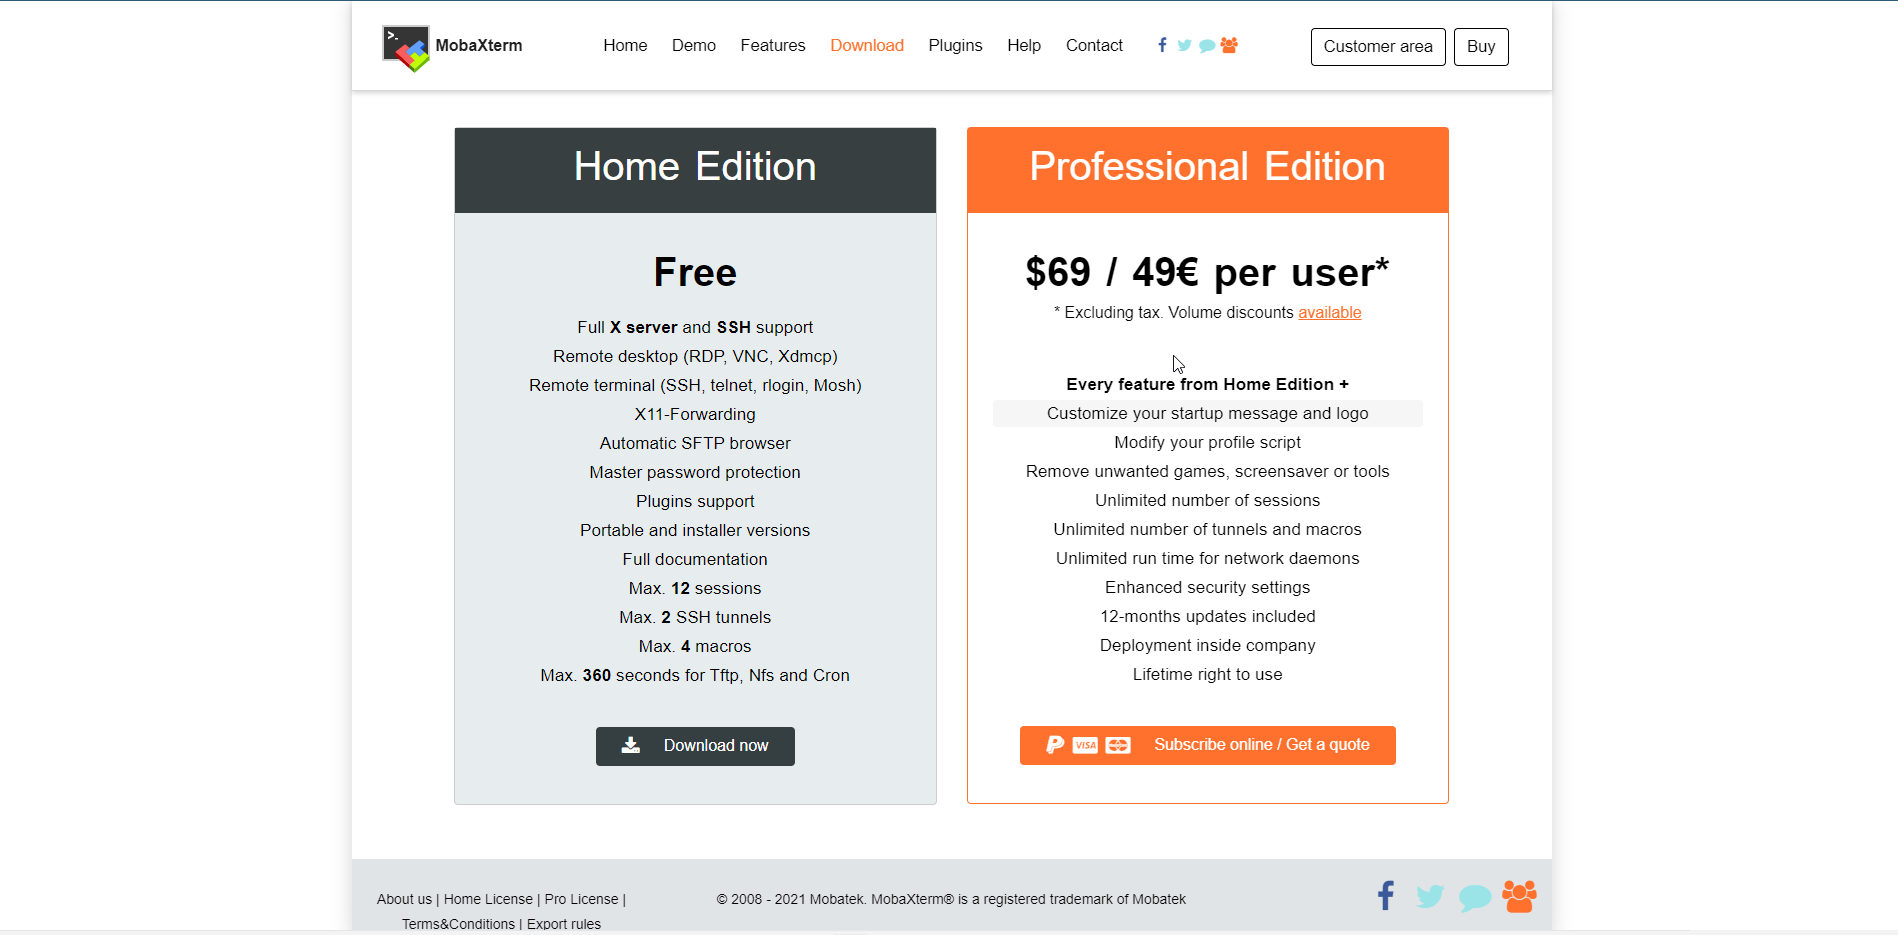 MobaXterm Home Demo Features Download Plugins Help Contact Customer area Buy
Home Edition
Free
Full X server and SSH support
Remote desktop (RDP, VNC, Xdmcp)
Remote terminal (SSH, telnet, rlogin, Mosh)
X11-Forwarding
Automatic SFTP browser
Master password protection
Plugins support
Portable and installer versions
Full documentation
Max. 12 sessions
Max. 2 SSH tunnels
Max. 4 macros
Max. 360 seconds for Tftp, Nfs and Cron
Download now
Professional Edition
$69 / 49€ per user*
* Excluding tax. Volume discounts available
Every feature from Home Edition +
Customize your startup message and logo
Modify your profile script
Remove unwanted games, screensaver or tools
Unlimited number of sessions
Unlimited number of tunnels and macros
Unlimited run time for network daemons
Enhanced security settings
12-months updates included
Deployment inside company
Lifetime right to use
VISA Subscribe online / Get a quote
About us | Home License | Pro License |
Terms&Conditions | Export rules
© 2008 - 2021 Mobatek. MobaXterm® is a registered trademark of Mobatek